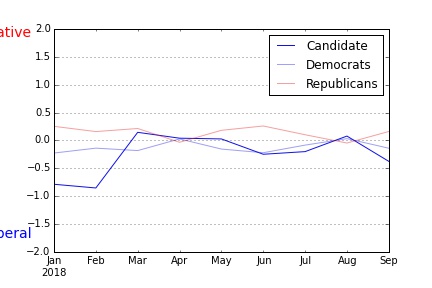 2.0
ative
Candidate
Democrats
Republicans
1.5
1.0
0.5
0.0
−0.5
−1.0
−1.5
beral
−2.0
Jan Feb Mar Apr May Jun Jul Aug Sep
2018